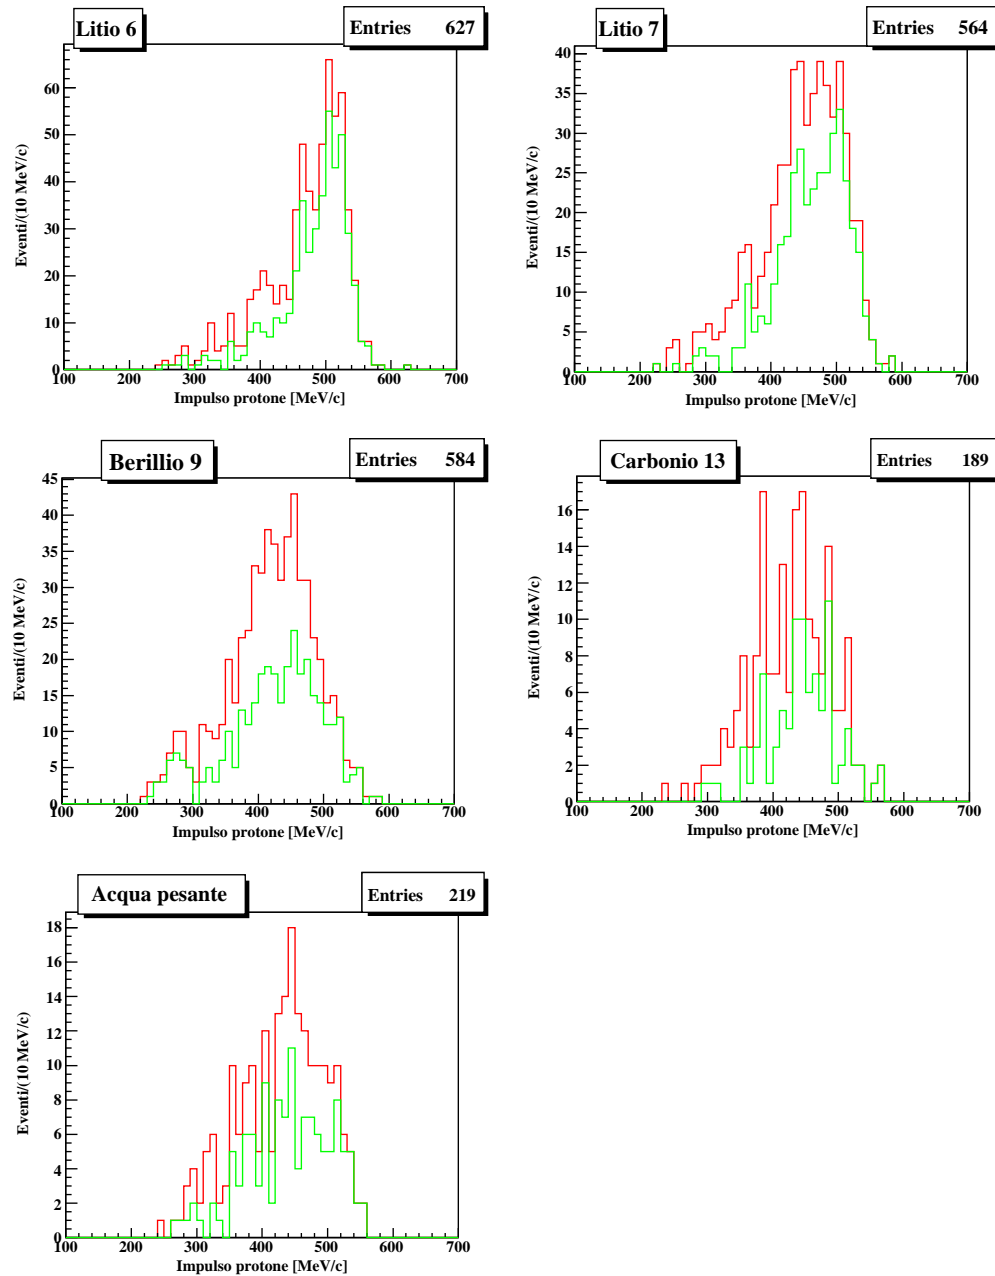 Litio 6
Entries 627
Eventi/(10 MeV/c)
60
50
40
30
20
10
0
100 200 300 400 500 600 700
Impulso protone [MeV/c]
Litio 7
Entries 564
Eventi/(10 MeV/c)
40
35
30
25
20
15
10
5
0
100 200 300 400 500 600 700
Impulso protone [MeV/c]
Berillio 9
Entries 584
Eventi/(10 MeV/c)
45
40
35
30
25
20
15
10
5
0
100 200 300 400 500 600 700
Impulso protone [MeV/c]
Carbonio 13
Entries 189
Eventi/(10 MeV/c)
16
14
12
10
8
6
4
2
0
100 200 300 400 500 600 700
Impulso protone [MeV/c]
Acqua pesante
Entries 219
Eventi/(10 MeV/c)
18
16
14
12
10
8
6
4
2
0
100 200 300 400 500 600 700
Impulso protone [MeV/c]